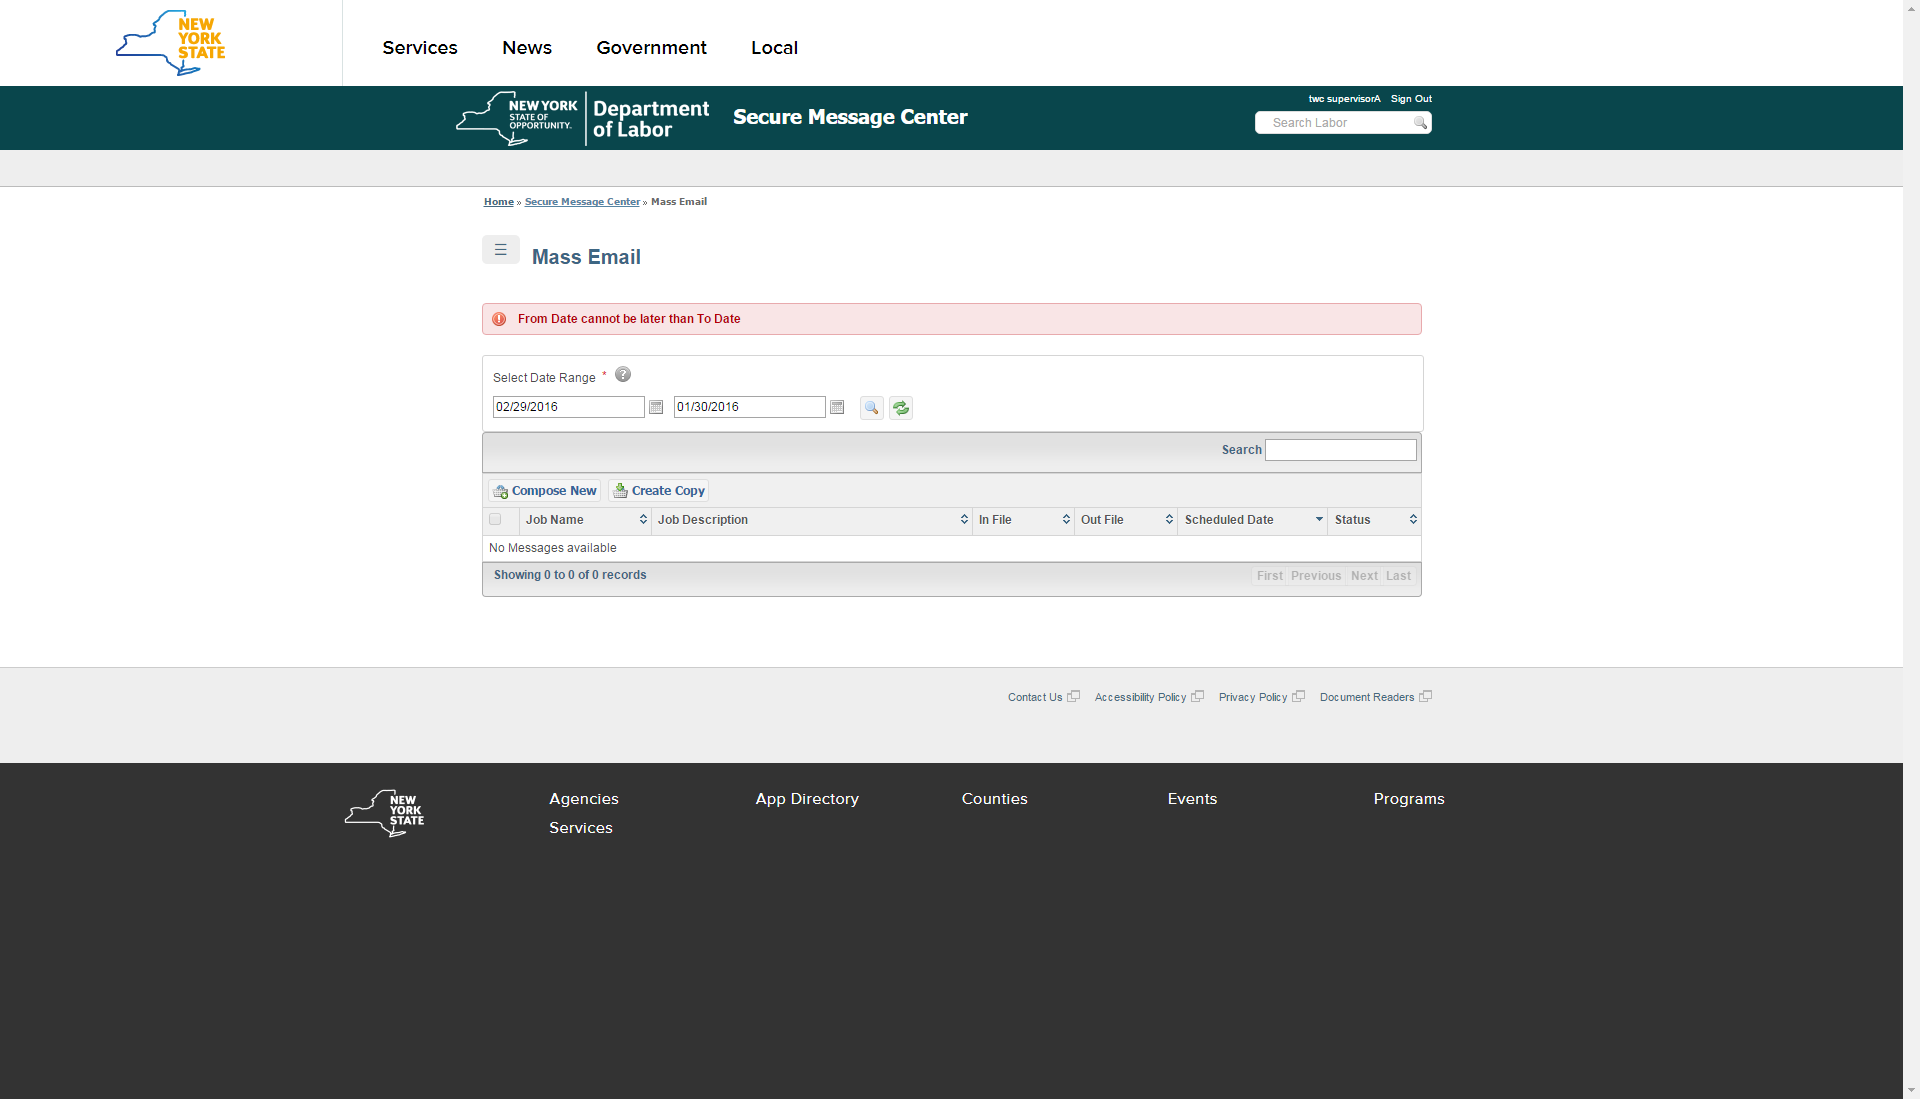 NEW
YORK
STATE
Services News Government Local
NEW YORK
STATE OF
OPPORTUNITY.
Department
of Labor
Secure Message Center
twc supervisorA Sign Out
Search Labor
Home » Secure Message Center » Mass Email
☰ Mass Email
From Date cannot be later than To Date
Select Date Range * ?
02/29/2016 01/30/2016
Search
Compose New Create Copy
Job Name Job Description In File Out File Scheduled Date Status
No Messages available
Showing 0 to 0 of 0 records First Previous Next Last
Contact Us Accessibility Policy Privacy Policy Document Readers
NEW
YORK
STATE
Agencies App Directory Counties Events Programs
Services